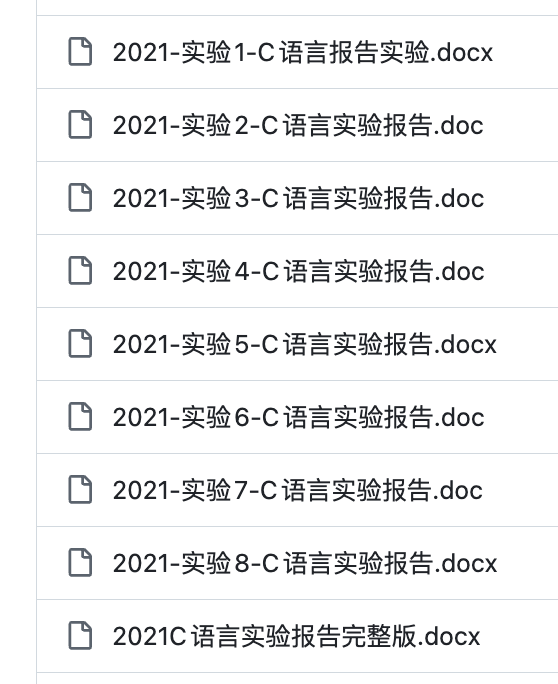 2021-实验1-C语言报告实验.docx
2021-实验2-C语言实验报告.doc
2021-实验3-C语言实验报告.doc
2021-实验4-C语言实验报告.doc
2021-实验5-C语言实验报告.docx
2021-实验6-C语言实验报告.doc
2021-实验7-C语言实验报告.doc
2021-实验8-C语言实验报告.docx
2021C语言实验报告完整版.docx